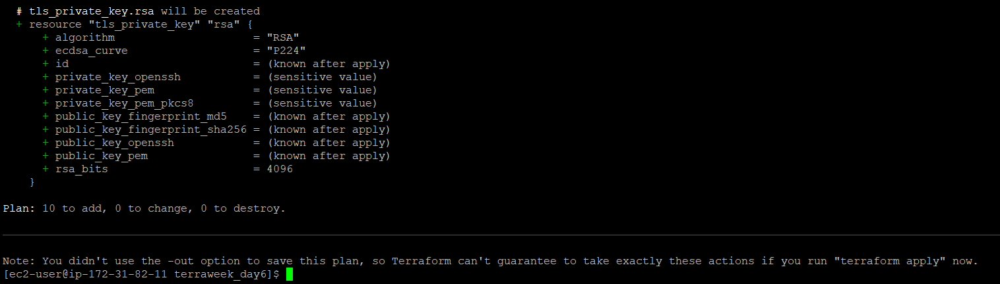 # tls_private_key.rsa will be created
+ resource "tls_private_key" "rsa" {
+ algorithm = "RSA"
+ ecdsa_curve = "P224"
+ id = (known after apply)
+ private_key_openssh = (sensitive value)
+ private_key_pem = (sensitive value)
+ private_key_pem_pkcs8 = (sensitive value)
+ public_key_fingerprint_md5 = (known after apply)
+ public_key_fingerprint_sha256 = (known after apply)
+ public_key_openssh = (known after apply)
+ public_key_pem = (known after apply)
+ rsa_bits = 4096
}
Plan: 10 to add, 0 to change, 0 to destroy.
Note: You didn't use the -out option to save this plan, so Terraform can't guarantee to take exactly these actions if you run "terraform apply" now.
[ec2-user@ip-172-31-82-11 terraweek_day6]$